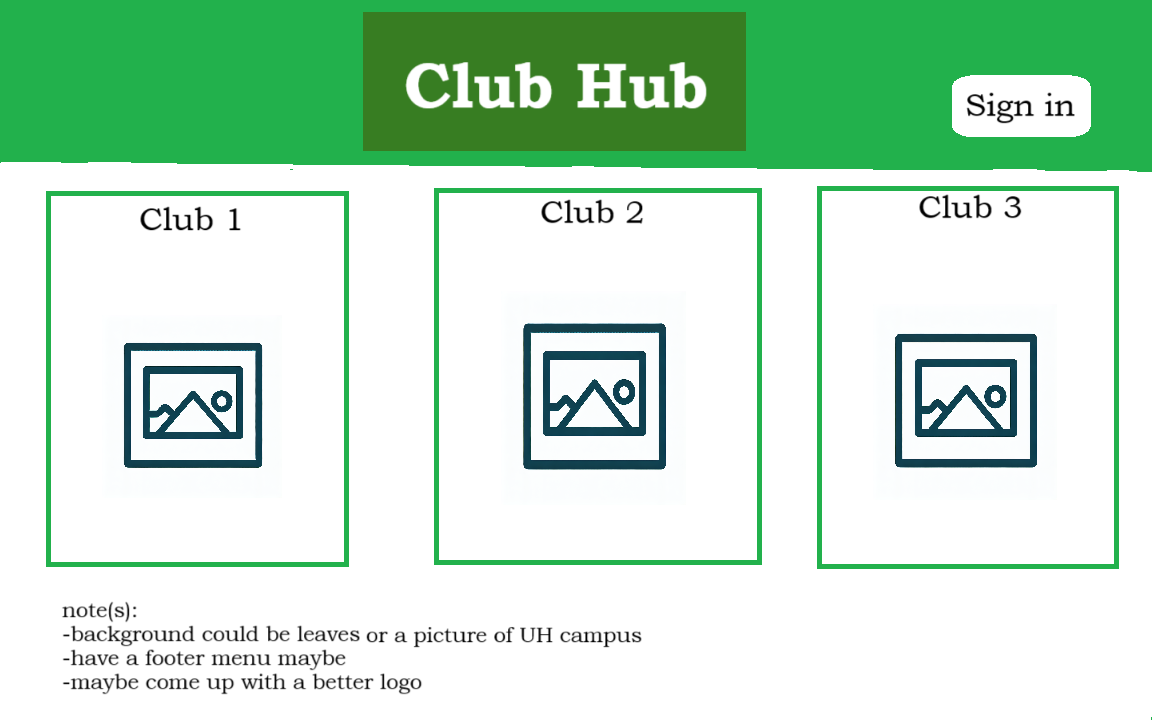 Club Hub
Sign in
Club 1
Club 2
Club 3
note(s):
-background could be leaves or a picture of UH campus
-have a footer menu maybe
-maybe come up with a better logo